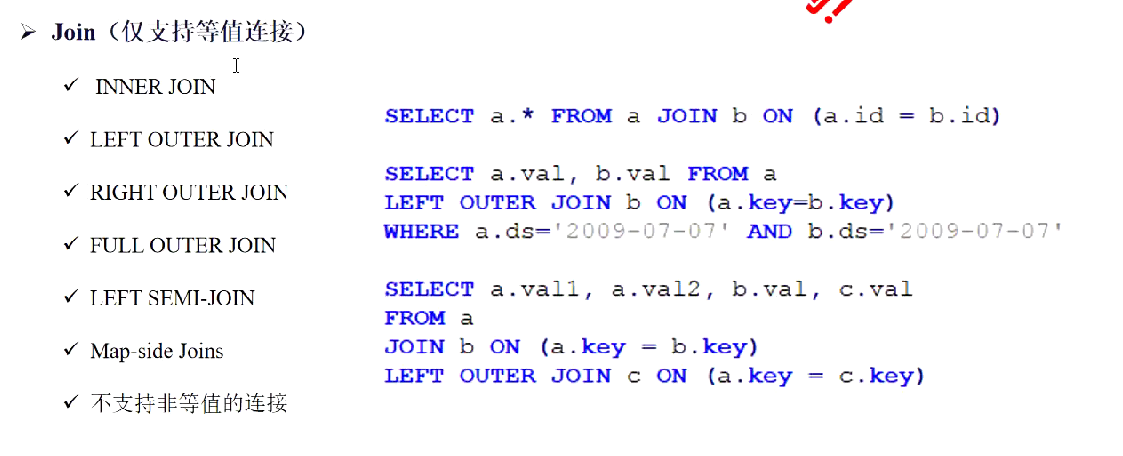 Join（仅支持等值连接）
INNER JOIN
LEFT OUTER JOIN
RIGHT OUTER JOIN
FULL OUTER JOIN
LEFT SEMI-JOIN
Map-side Joins
不支持非等值的连接
SELECT a.* FROM a JOIN b ON (a.id = b.id)
SELECT a.val, b.val FROM a
LEFT OUTER JOIN b ON (a.key=b.key)
WHERE a.ds='2009-07-07' AND b.ds='2009-07-07'
SELECT a.val1, a.val2, b.val, c.val
FROM a
JOIN b ON (a.key = b.key)
LEFT OUTER JOIN c ON (a.key = c.key)